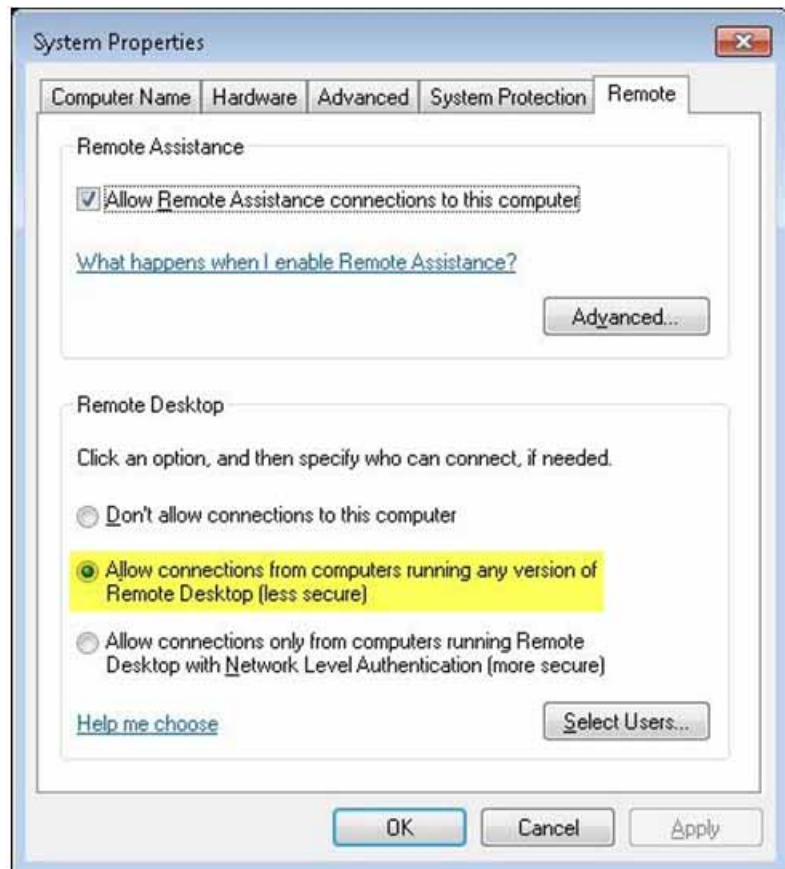 System Properties
Computer Name Hardware Advanced System Protection Remote
Remote Assistance
Allow Remote Assistance connections to this computer
What happens when I enable Remote Assistance?
Advanced...
Remote Desktop
Click an option, and then specify who can connect, if needed.
Don't allow connections to this computer
Allow connections from computers running any version of
Remote Desktop (less secure)
Allow connections only from computers running Remote
Desktop with Network Level Authentication (more secure)
Help me choose
Select Users...
OK Cancel Apply